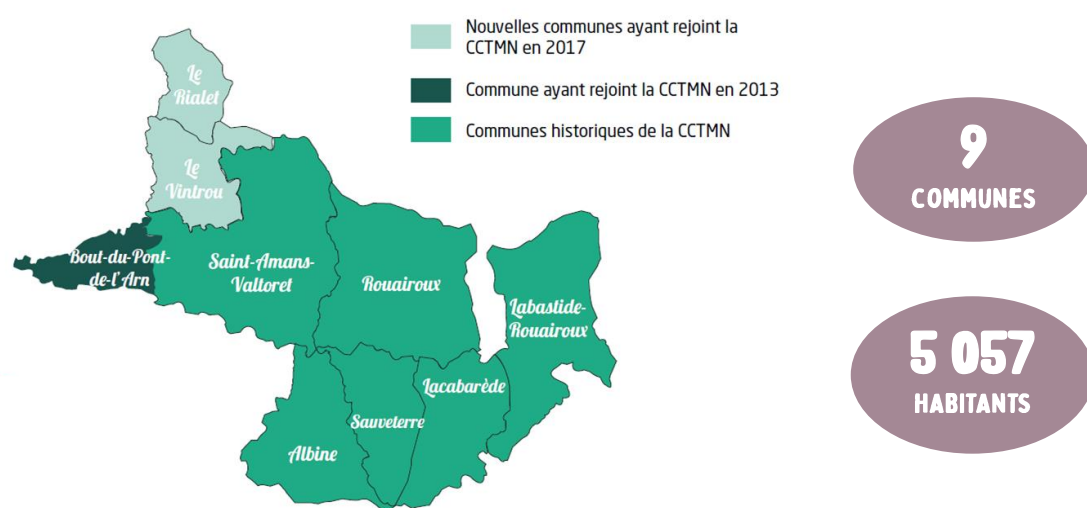 Nouvelles communes ayant rejoint la
CCTMN en 2017
Commune ayant rejoint la CCTMN en 2013
Communes historiques de la CCTMN
Le
Rialet
Le
Vintrou
Bout-du-Pont-
de-l'Arn
Saint-Amans-
Valtoret
Rouairoux
Labastide-
Rouairoux
Lacabarède
Sauveterre
Albine
9
COMMUNES
5 057
HABITANTS